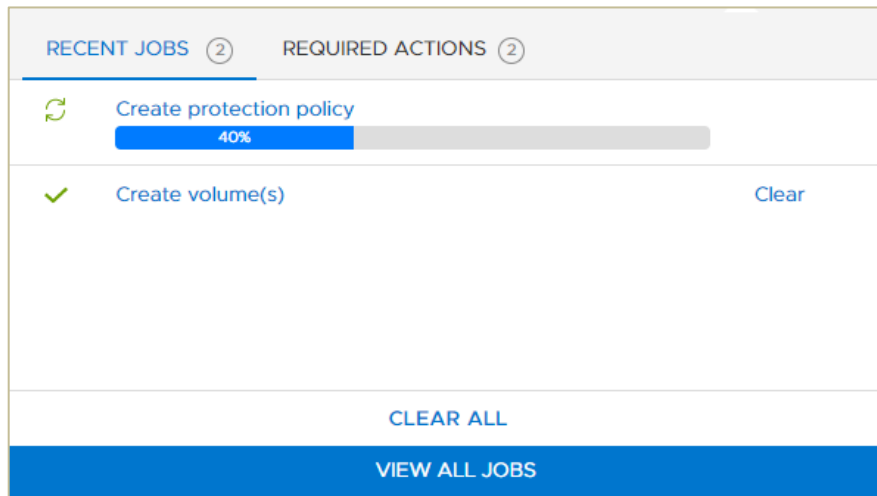 RECENT JOBS 2 REQUIRED ACTIONS 2
Create protection policy
40%
Create volume(s) Clear
CLEAR ALL
VIEW ALL JOBS